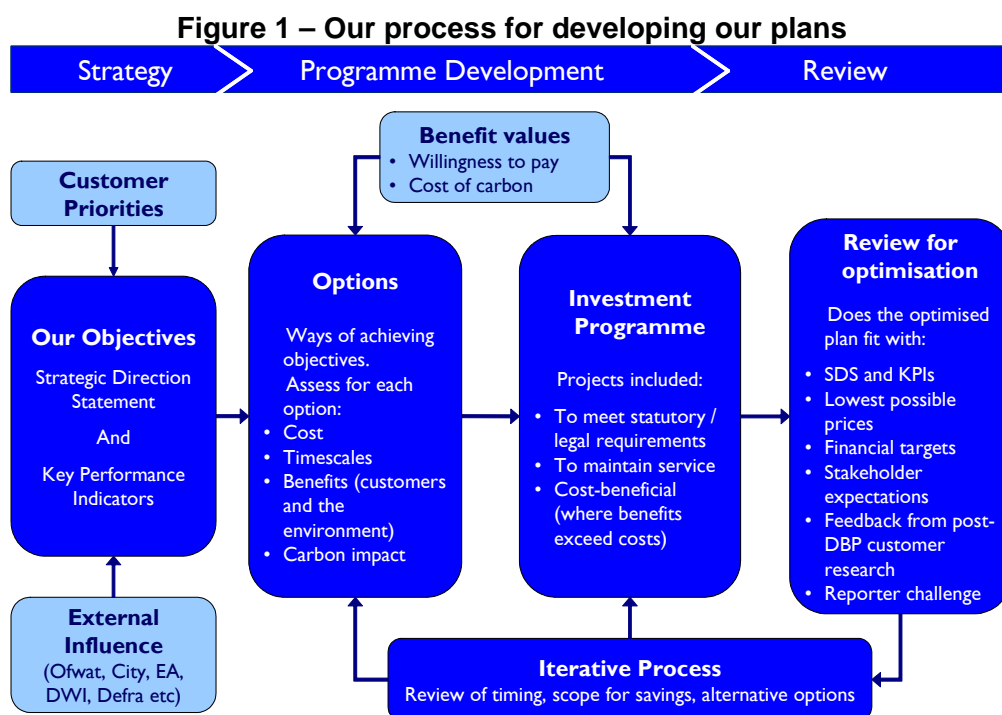 Figure 1 – Our process for developing our plans
Strategy
Programme Development
Review
Benefit values
• Willingness to pay
• Cost of carbon
Customer
Priorities
Our Objectives
Strategic Direction
Statement
And
Key Performance
Indicators
External
Influence
(Ofwat, City, EA,
DWI, Defra etc)
Options
Ways of achieving
objectives.
Assess for each
option:
• Cost
• Timescales
• Benefits (customers
and the
environment)
• Carbon impact
Investment
Programme
Projects included:
• To meet statutory /
legal requirements
• To maintain service
• Cost-beneficial
(where benefits
exceed costs)
Review for
optimisation
Does the optimised
plan fit with:
• SDS and KPIs
• Lowest possible
prices
• Financial targets
• Stakeholder
expectations
• Feedback from post-
DBP customer
research
• Reporter challenge
Iterative Process
Review of timing, scope for savings, alternative options